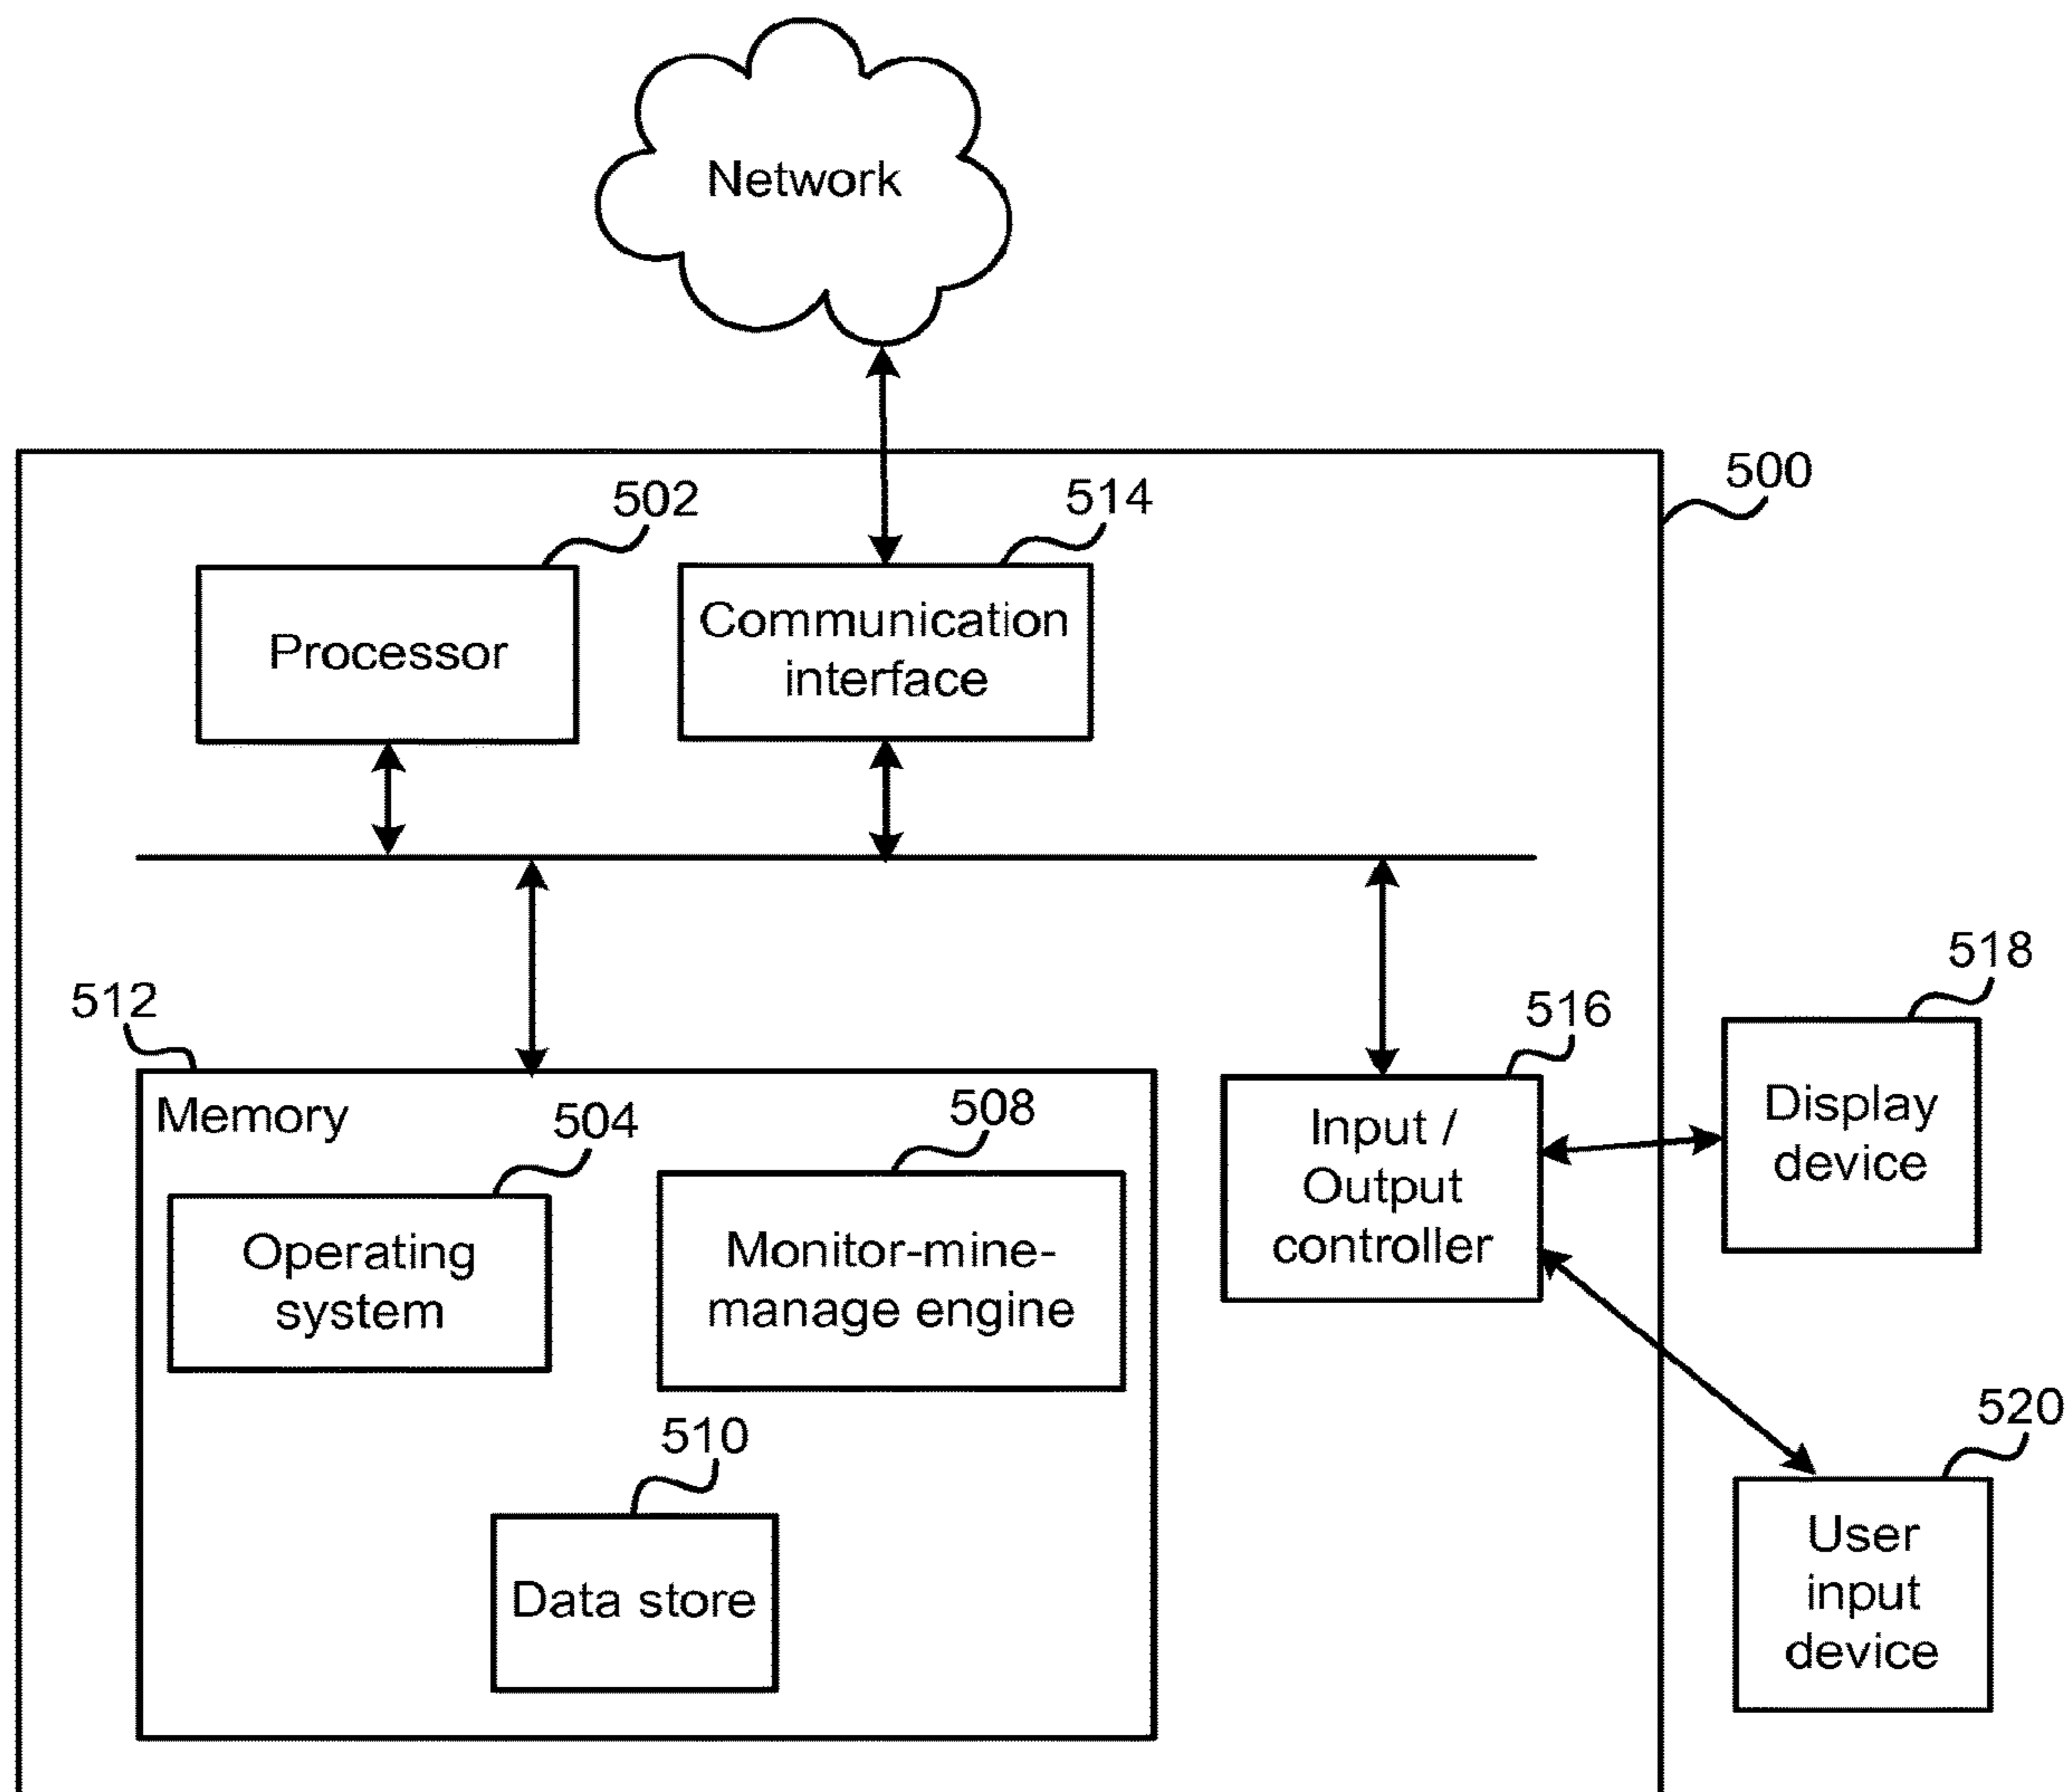 Network
500
502
514
Processor
Communication
interface
512
Memory
504
508
Operating
system
Monitor-mine-
manage engine
510
Data store
516
Input /
Output
controller
518
Display
device
520
User
input
device